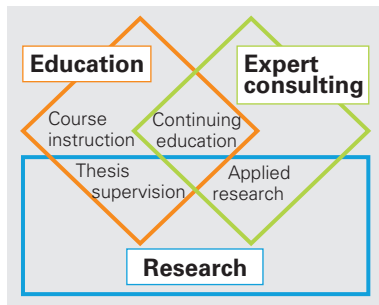 Education
Expert
consulting
Course
instruction
Continuing
education
Thesis
supervision
Applied
research
Research